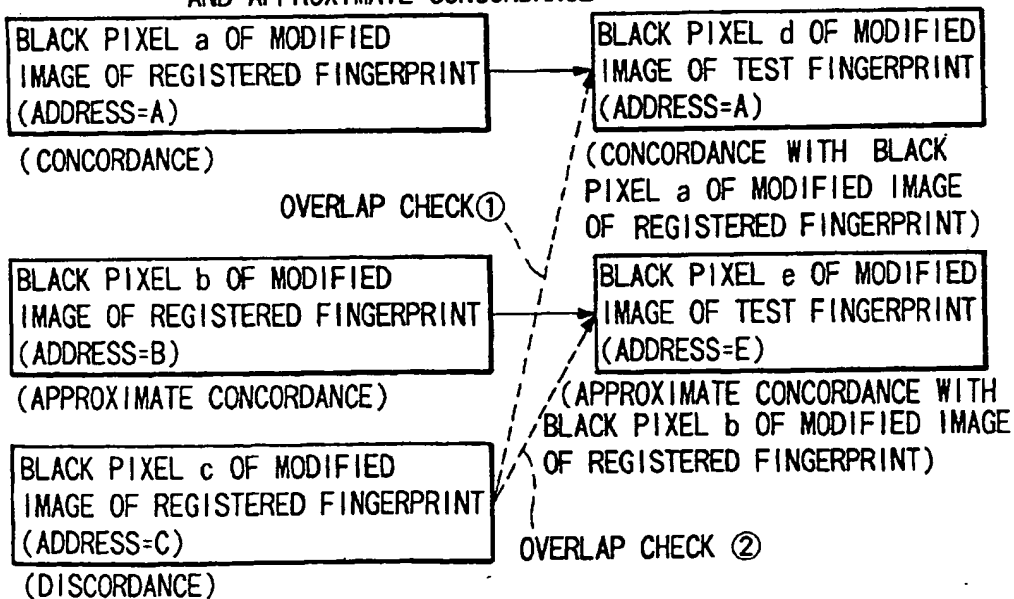 AND APPROXIMATE CONCORDANCE
BLACK PIXEL a OF MODIFIED
IMAGE OF REGISTERED FINGERPRINT
(ADDRESS=A)
(CONCORDANCE)
BLACK PIXEL d OF MODIFIED
IMAGE OF TEST FINGERPRINT
(ADDRESS=A)
(CONCORDANCE WITH BLACK
PIXEL a OF MODIFIED IMAGE
OF REGISTERED FINGERPRINT)
OVERLAP CHECK①
BLACK PIXEL b OF MODIFIED
IMAGE OF REGISTERED FINGERPRINT
(ADDRESS=B)
(APPROXIMATE CONCORDANCE)
BLACK PIXEL e OF MODIFIED
IMAGE OF TEST FINGERPRINT
(ADDRESS=E)
(APPROXIMATE CONCORDANCE WITH
BLACK PIXEL b OF MODIFIED IMAGE
OF REGISTERED FINGERPRINT)
BLACK PIXEL c OF MODIFIED
IMAGE OF REGISTERED FINGERPRINT
(ADDRESS=C)
(DISCORDANCE)
OVERLAP CHECK ②